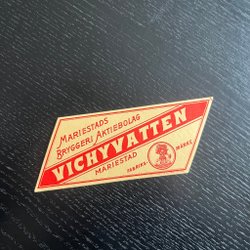 MARIESTADS
BRYGGERI AKTIEBOLAG
VICHYVATTEN
MARIESTAD
FABRIKS- MÄRKE